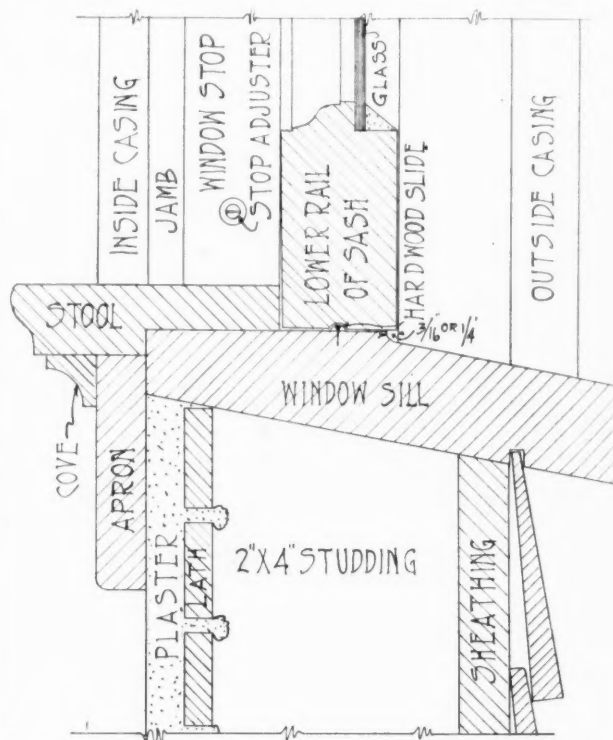 INSIDE CASING
JAMB
WINDOW STOP
STOP ADJUSTER
GLASS
HARDWOOD SLIDE
OUTSIDE CASING
LOWER RAIL
OF SASH
STOOL
3/16" OR 1/4"
WINDOW SILL
COVE
APRON
PLASTER
LATH
2"X4" STUDDING
SHEATHING